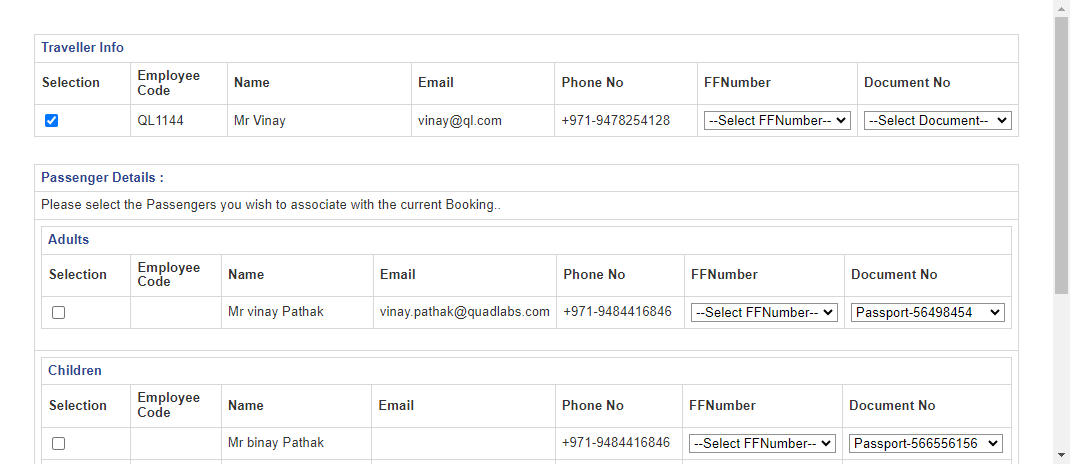 Traveller Info
Selection Employee Code Name Email Phone No FFNumber Document No
QL1144 Mr Vinay vinay@ql.com +971-9478254128 --Select FFNumber-- --Select Document--
Passenger Details :
Please select the Passengers you wish to associate with the current Booking..
Adults
Selection Employee Code Name Email Phone No FFNumber Document No
Mr vinay Pathak vinay.pathak@quadlabs.com +971-9484416846 --Select FFNumber-- Passport-56498454
Children
Selection Employee Code Name Email Phone No FFNumber Document No
Mr binay Pathak +971-9484416846 --Select FFNumber-- Passport-566556156